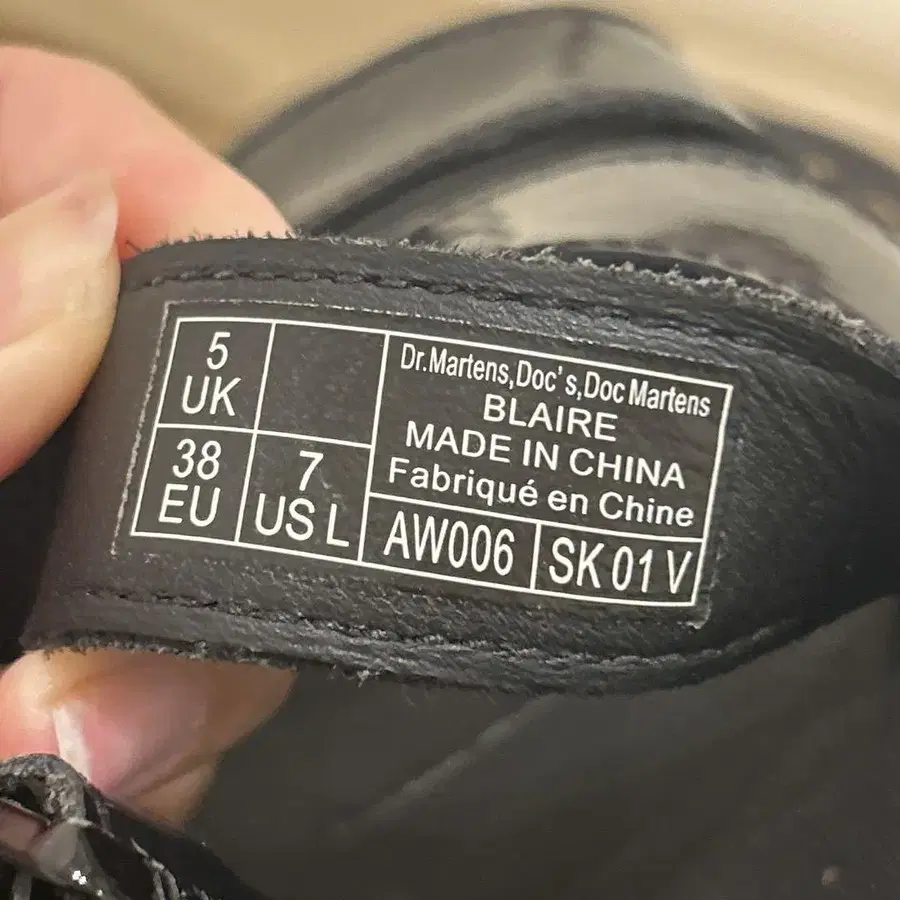 5
UK
38
EU
7
US L
Dr.Martens,Doc's,Doc Martens
BLAIRE
MADE IN CHINA
Fabriqué en Chine
AW006
SK 01 V